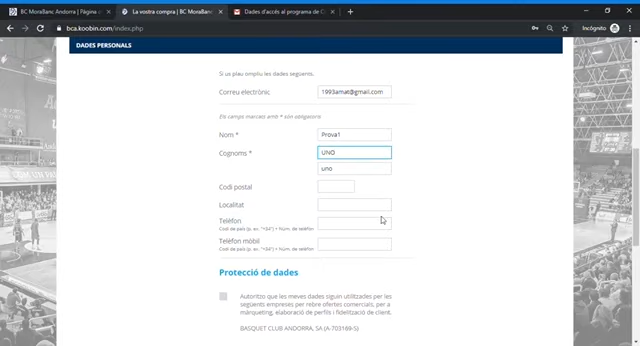 BC MoraBanc Andorra | Pàgina o
La vostra compra | BC MoraBanc
Dades d'accés al programa de C
bca.koobin.com/index.php
Incógnito
DADES PERSONALS
Si us plau ompliu les dades següents.
Correu electrònic
1993amat@gmail.com
Els camps marcats amb * són obligatoris
Nom *
Prova1
Cognoms *
UNO
uno
Codi postal
Localitat
Telèfon
Codi de país (p. ex. "+34") + Núm. de telèfon
Telèfon mòbil
Codi de país (p. ex. "+34") + Núm. de telèfon
Protecció de dades
Autoritzo que les meves dades siguin utilitzades per les
següents empreses per rebre ofertes comercials, per a
màrqueting, elaboració de perfils i fidelització de client.
BASQUET CLUB ANDORRA, SA (A-703169-S)